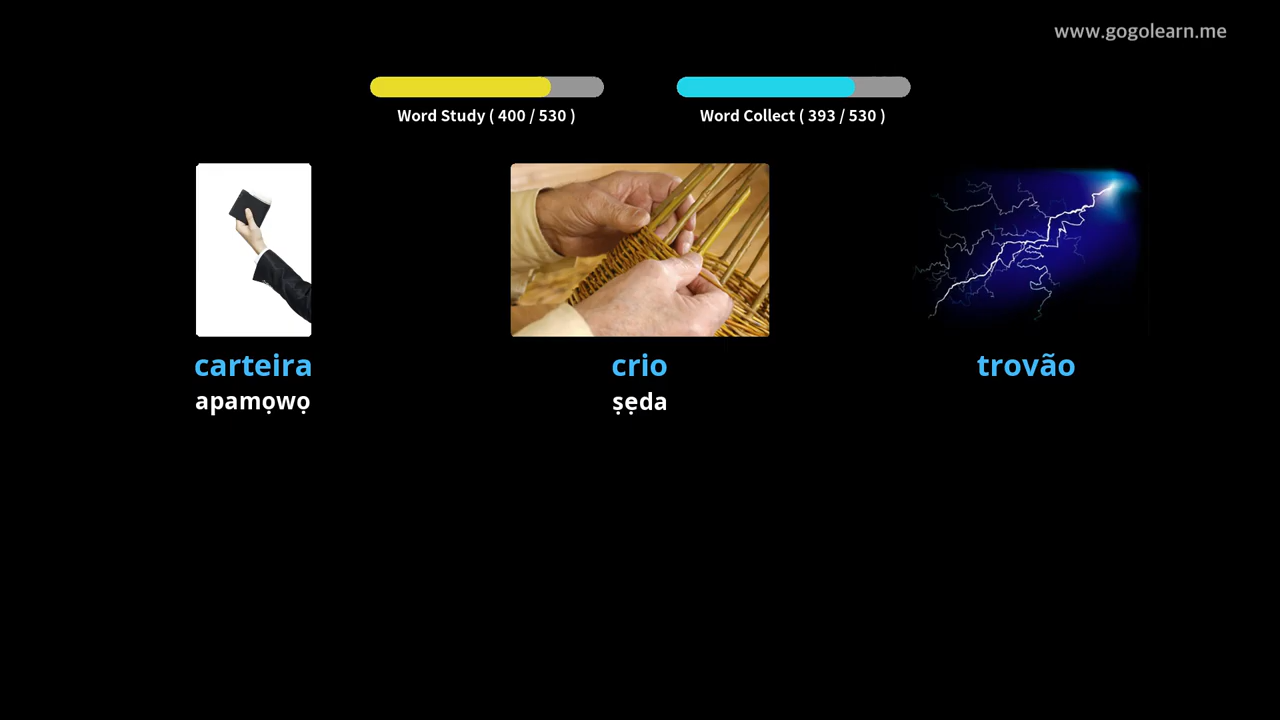 www.gogolearn.me
Word Study ( 400 / 530 )
Word Collect ( 393 / 530 )
carteira
crio
trovão
apamọwọ
ṣẹda